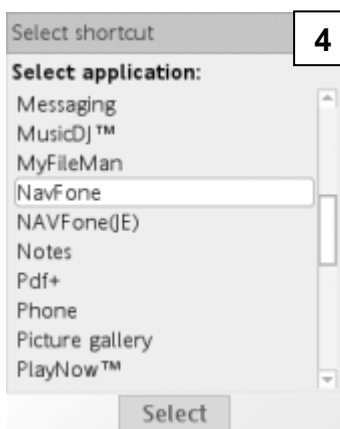 Select shortcut
4
Select application:
Messaging
MusicDJ™
MyFileMan
NavFone
NAVFone(JE)
Notes
Pdf+
Phone
Picture gallery
PlayNow™
Select